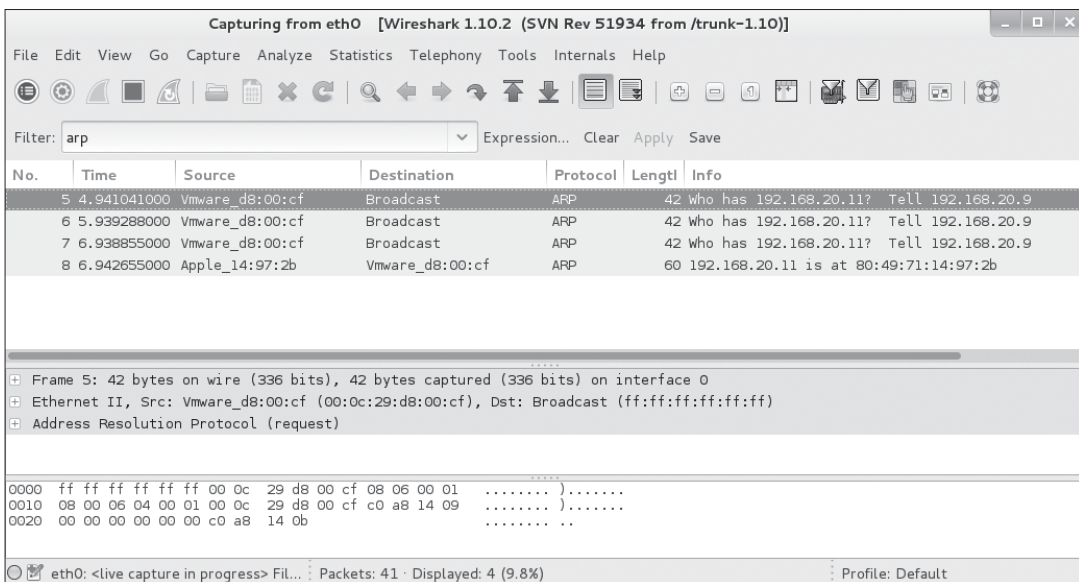 Capturing from eth0 [Wireshark 1.10.2 (SVN Rev 51934 from /trunk-1.10)]
File Edit View Go Capture Analyze Statistics Telephony Tools Internals Help
Filter: arp Expression... Clear Apply Save
No. Time Source Destination Protocol Lengtl Info
5 4.941041000 Vmware_d8:00:cf Broadcast ARP 42 Who has 192.168.20.11? Tell 192.168.20.9
6 5.939288000 Vmware_d8:00:cf Broadcast ARP 42 Who has 192.168.20.11? Tell 192.168.20.9
7 6.938855000 Vmware_d8:00:cf Broadcast ARP 42 Who has 192.168.20.11? Tell 192.168.20.9
8 6.942655000 Apple_14:97:2b Vmware_d8:00:cf ARP 60 192.168.20.11 is at 80:49:71:14:97:2b
Frame 5: 42 bytes on wire (336 bits), 42 bytes captured (336 bits) on interface 0
Ethernet II, Src: Vmware_d8:00:cf (00:0c:29:d8:00:cf), Dst: Broadcast (ff:ff:ff:ff:ff:ff)
Address Resolution Protocol (request)
0000 ff ff ff ff ff ff 00 0c 29 d8 00 cf 08 06 00 01 ........ ).......
0010 08 00 06 04 00 01 00 0c 29 d8 00 cf c0 a8 14 09 ........ ).......
0020 00 00 00 00 00 00 c0 a8 14 0b ........ ..
eth0: <live capture in progress> Fil... Packets: 41 · Displayed: 4 (9.8%) Profile: Default